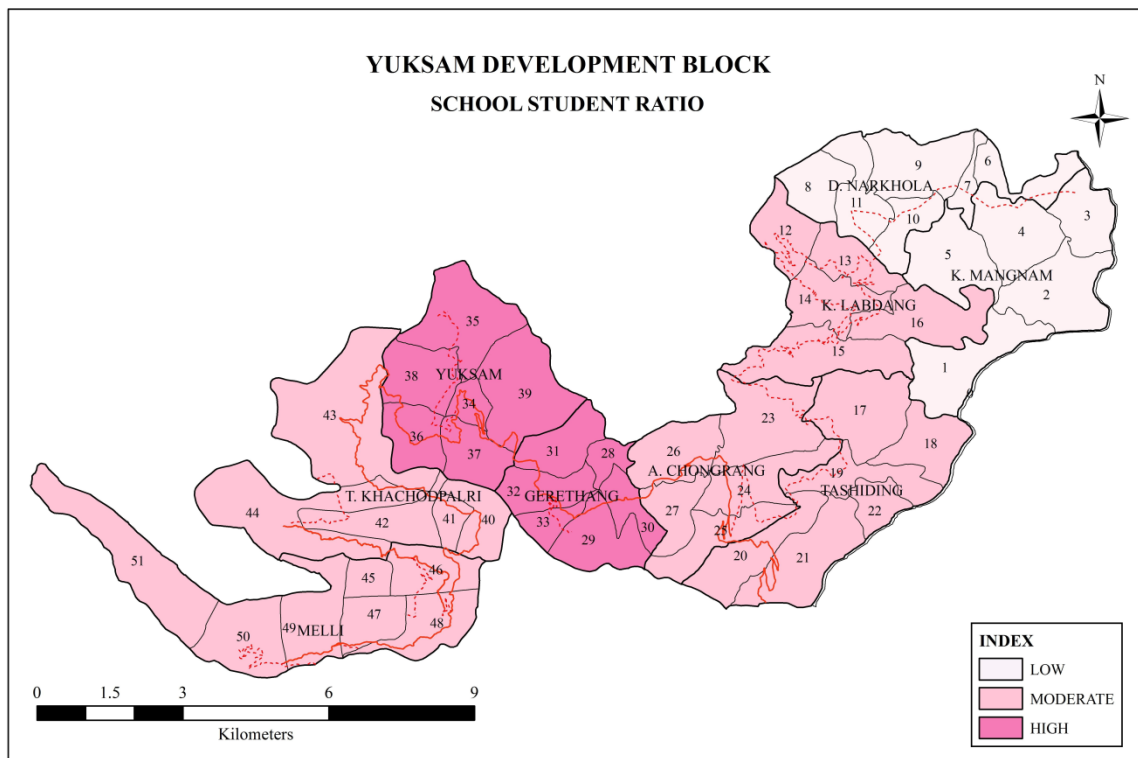 YUKSAM DEVELOPMENT BLOCK
SCHOOL STUDENT RATIO
N
9
6
8
D. NARKHOLA
7
11
10
3
4
12
5
13
K. MANGNAM
14
K. LABDANG
2
16
35
15
1
38
YUKSAM
39
34
43
23
17
36
37
31
28
26
18
A. CHONGRANG
19
T. KHACHODPALRI
32
GERETHANG
24
TASHIDING
44
42
41
40
33
27
22
29
30
25
51
46
20
21
45
47
48
50
49
MELLI
INDEX
LOW
MODERATE
HIGH
0 1.5 3 6 9
Kilometers